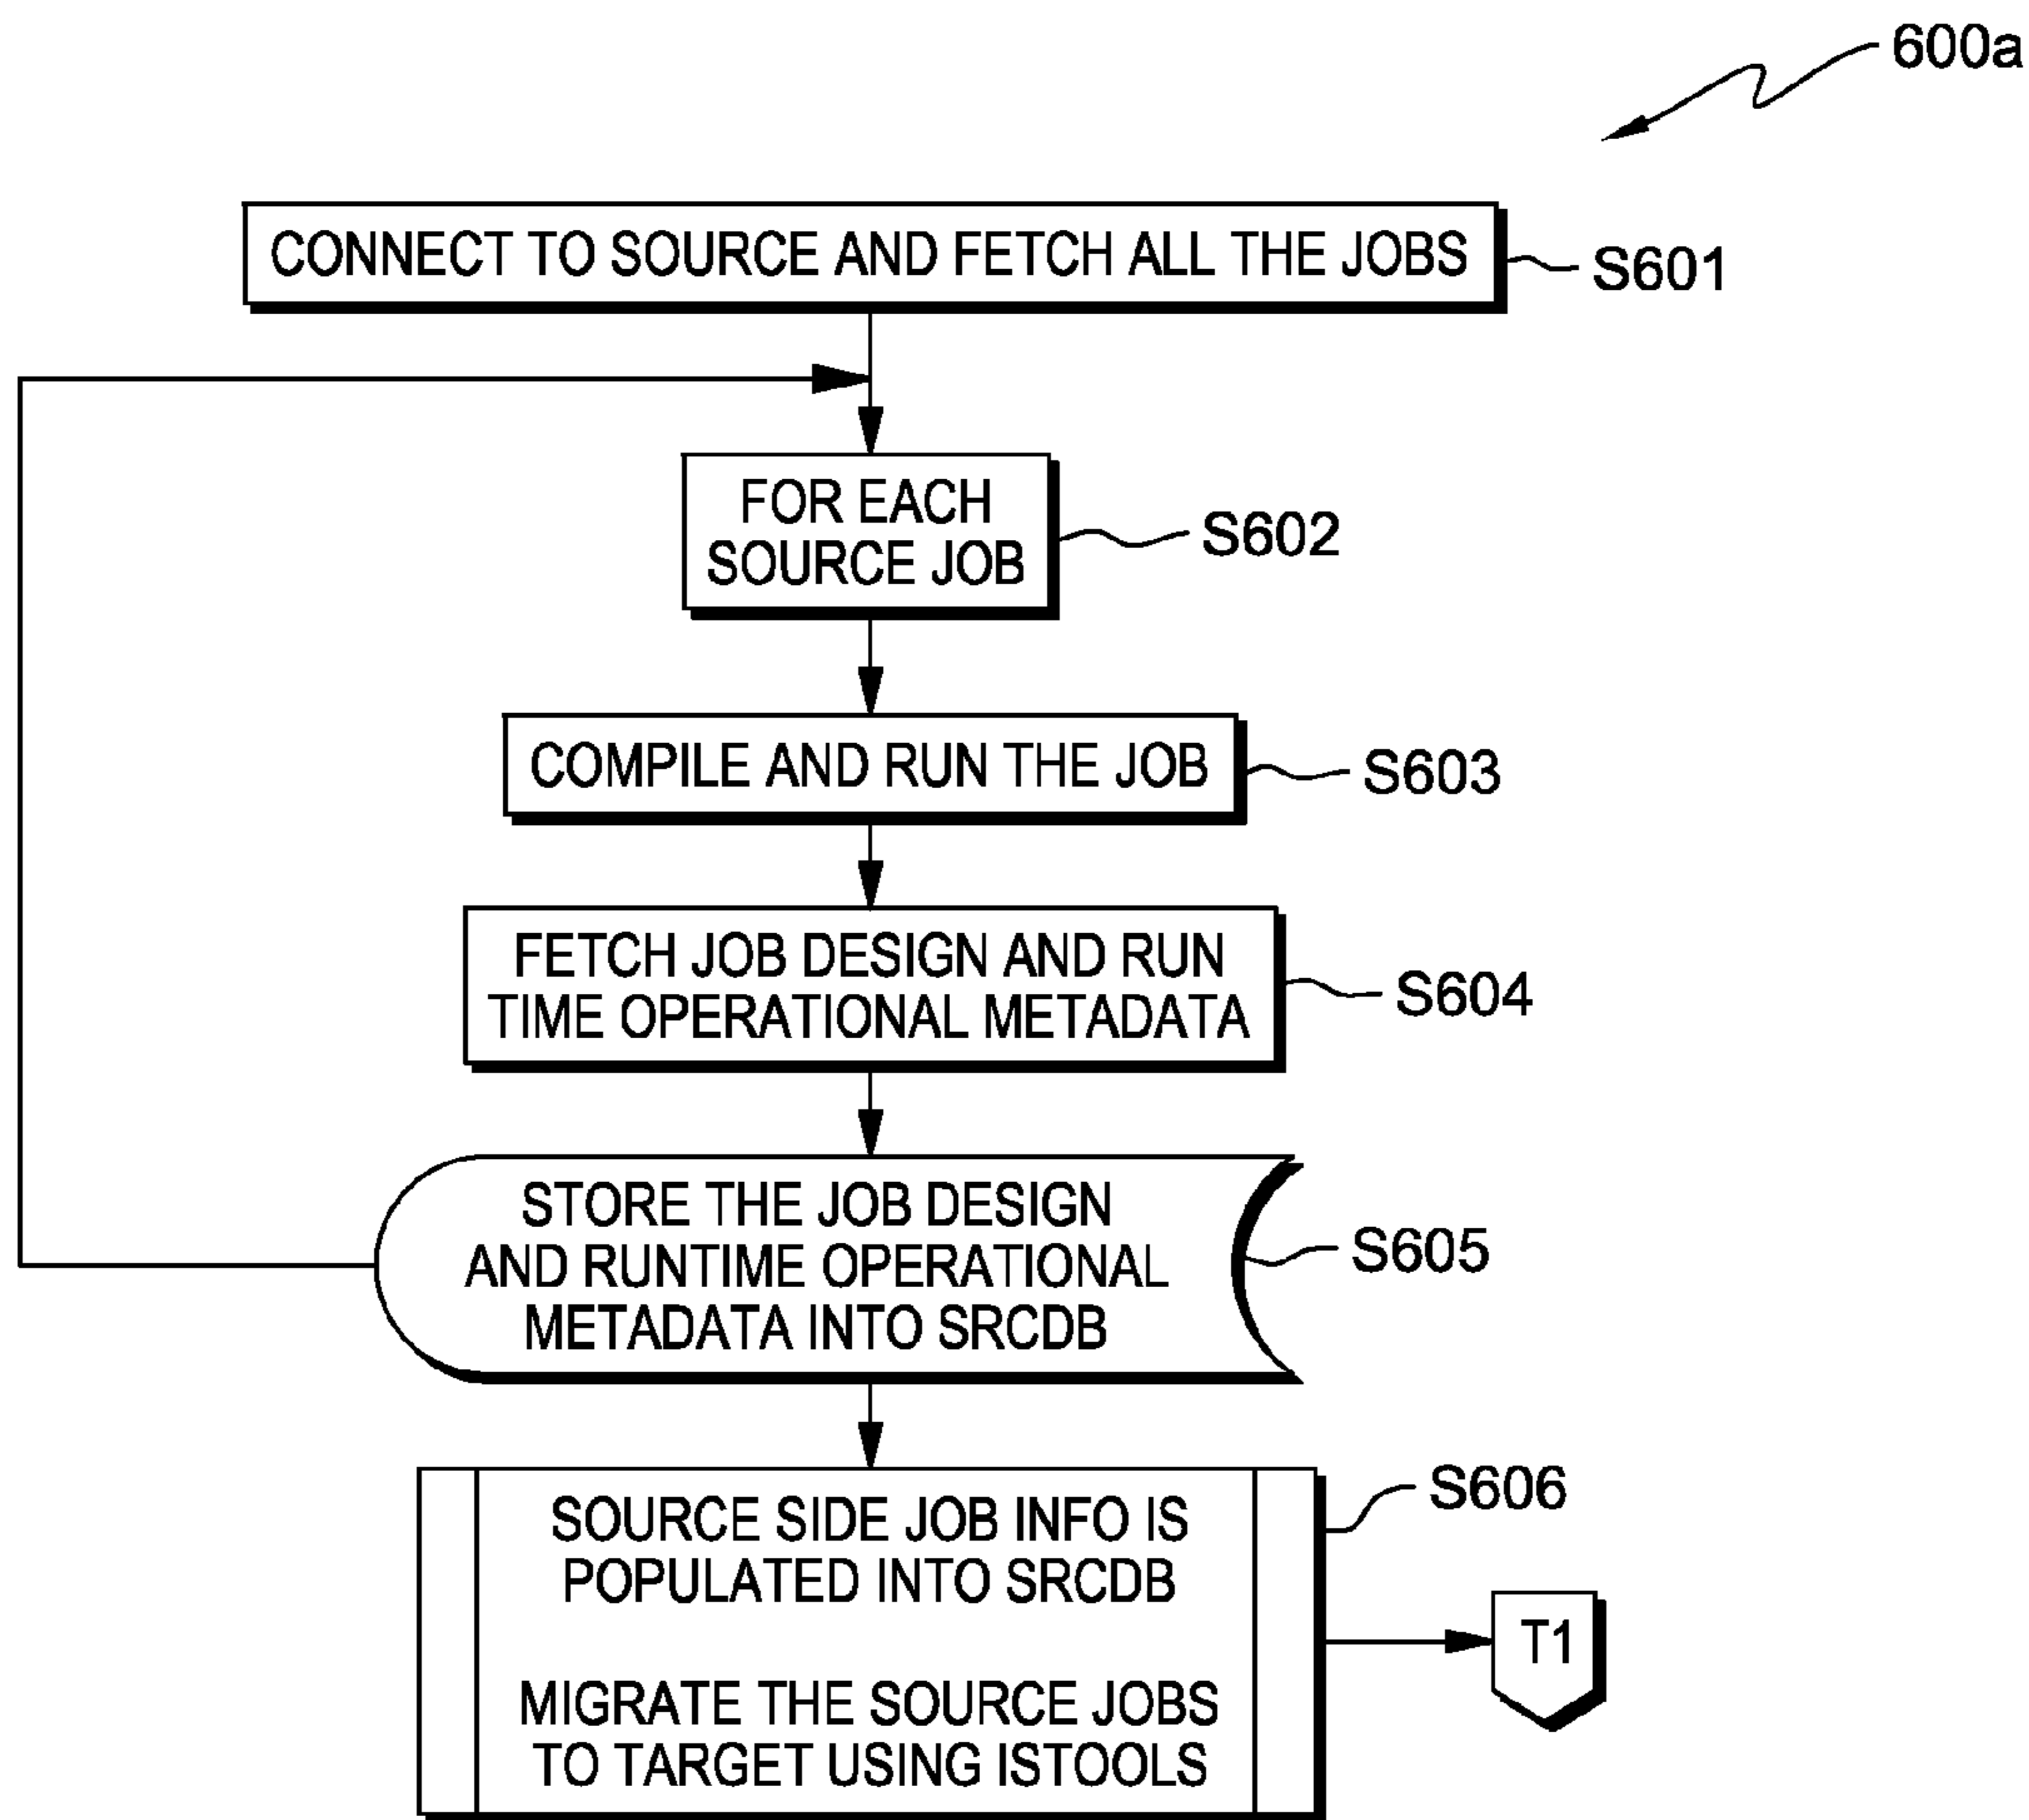 600a
CONNECT TO SOURCE AND FETCH ALL THE JOBS
S601
FOR EACH
SOURCE JOB
S602
COMPILE AND RUN THE JOB
S603
FETCH JOB DESIGN AND RUN
TIME OPERATIONAL METADATA
S604
STORE THE JOB DESIGN
AND RUNTIME OPERATIONAL
METADATA INTO SRCDB
S605
SOURCE SIDE JOB INFO IS
POPULATED INTO SRCDB
MIGRATE THE SOURCE JOBS
TO TARGET USING ISTOOLS
S606
T1